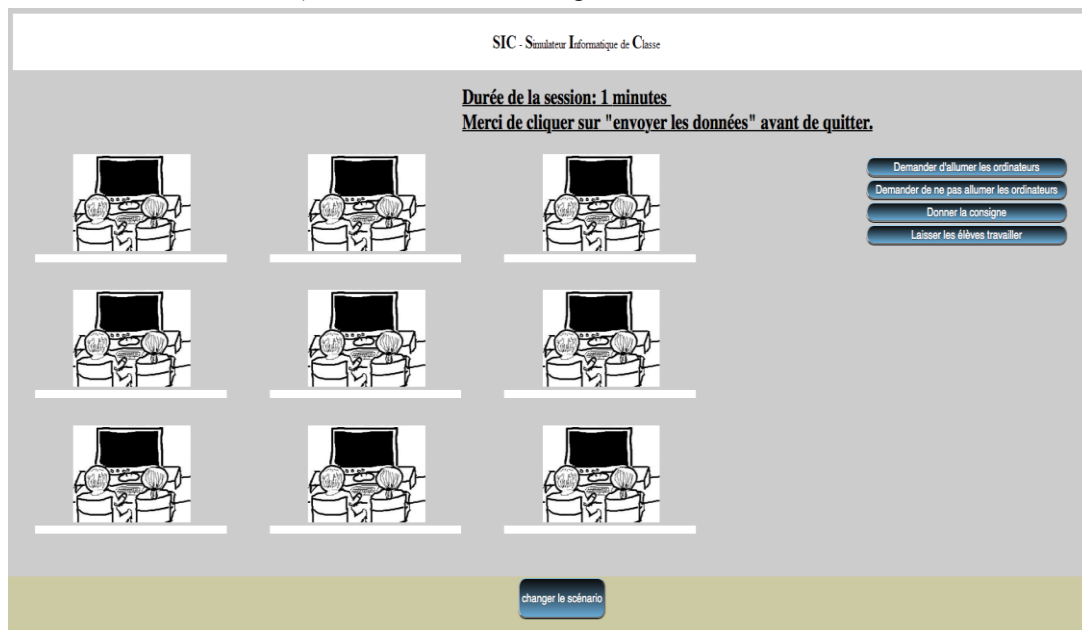 SIC - Simulateur Informatique de Classe
Durée de la session: 1 minutes
Merci de cliquer sur "envoyer les données" avant de quitter.
Demander d'allumer les ordinateurs
Demander de ne pas allumer les ordinateurs
Donner la consigne
Laisser les élèves travailler
changer le scénario